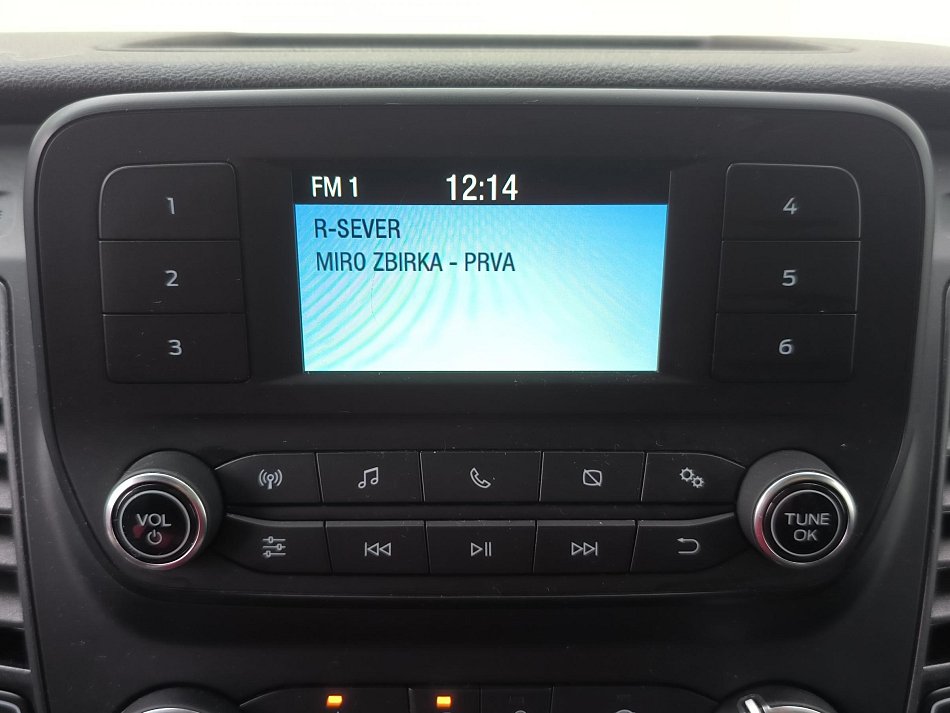 FM 1 12:14
R-SEVER
MIRO ZBIRKA - PRVA
1
2
3
4
5
6
VOL
TUNE
OK